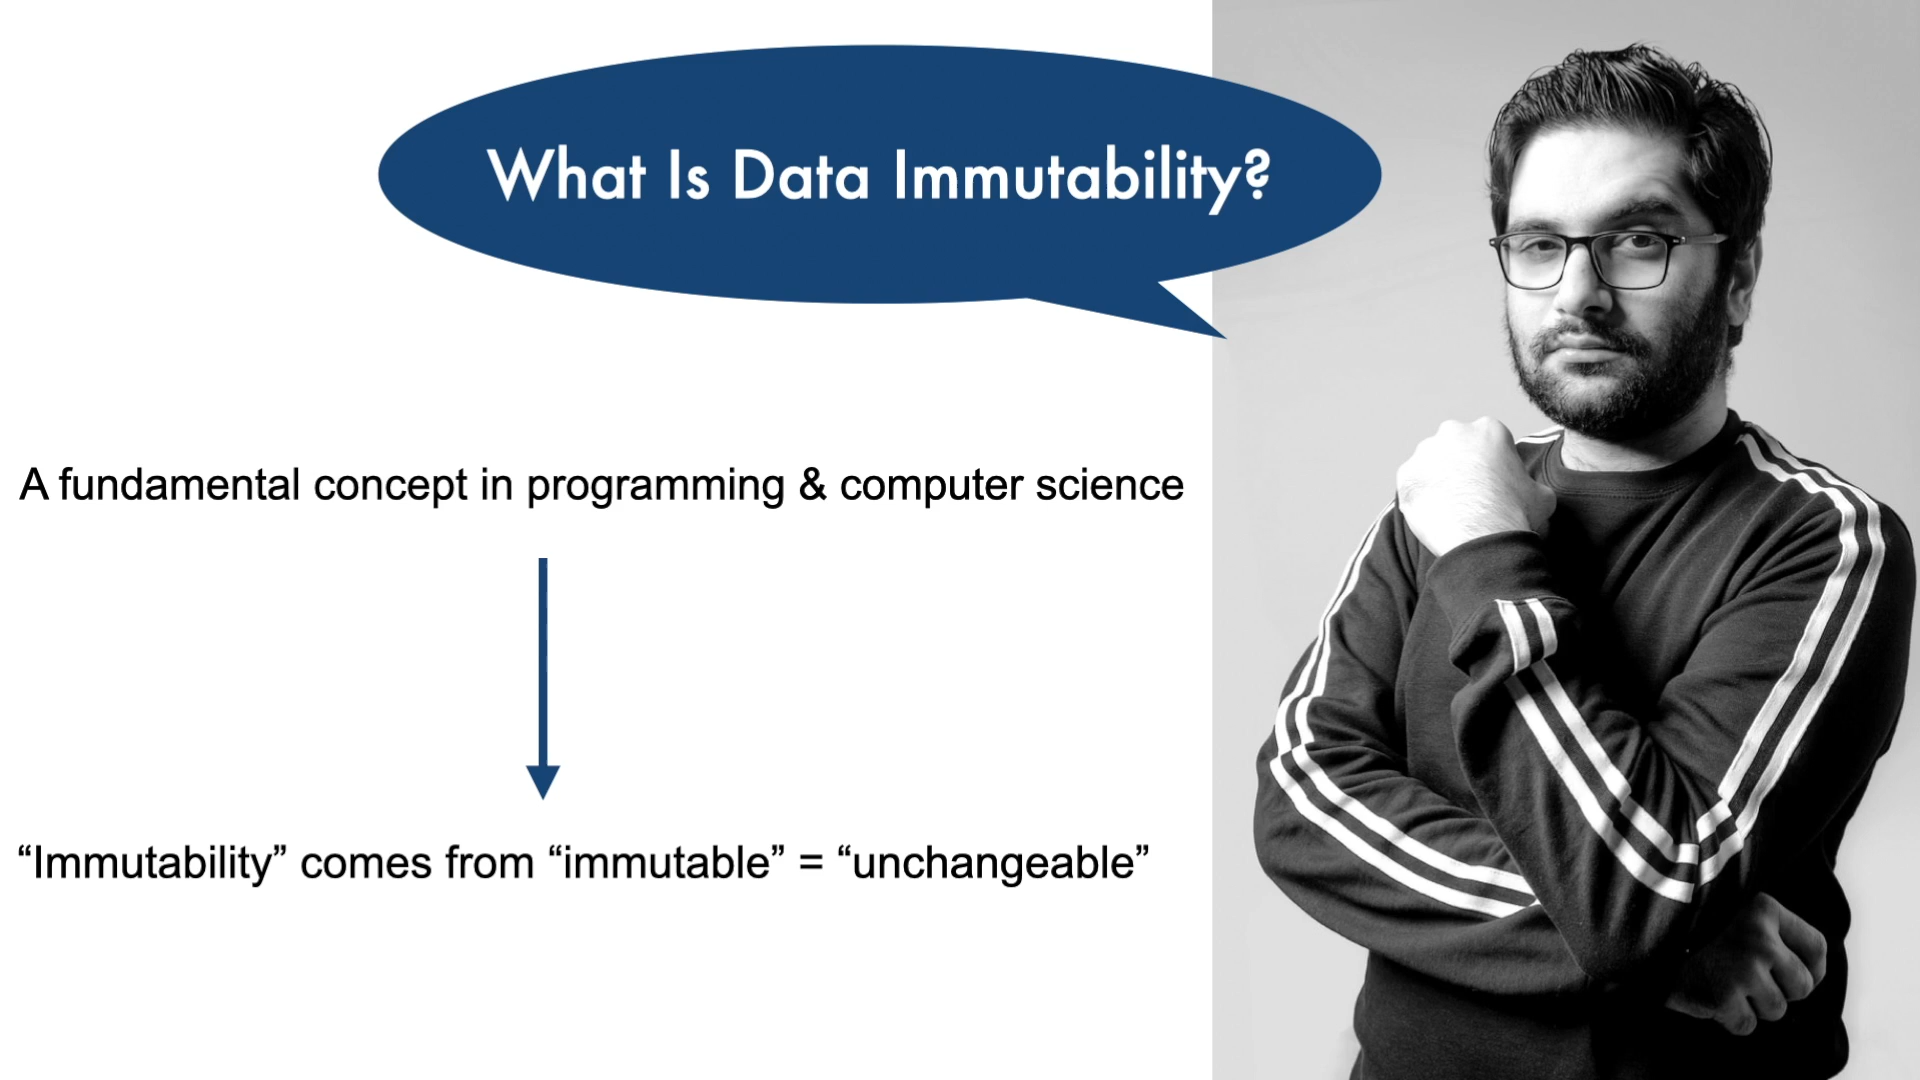 What Is Data Immutability?
A fundamental concept in programming & computer science
“Immutability” comes from “immutable” = “unchangeable”